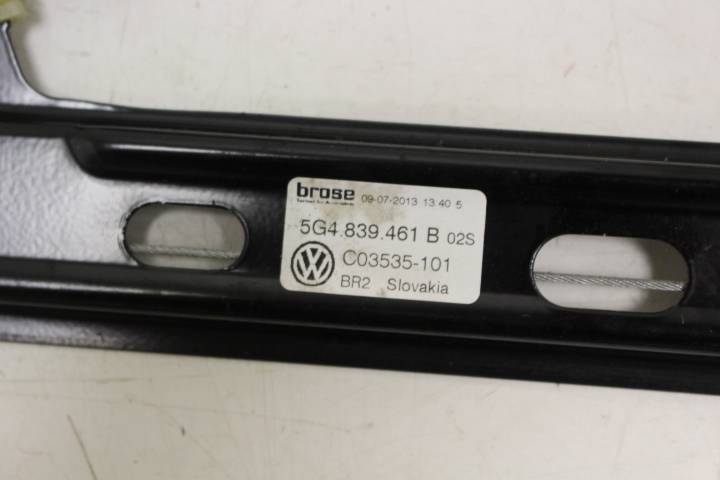 brose 09-07-2013 13 40 5
5G4.839.461 B 02S
C03535-101
BR2 Slovakia